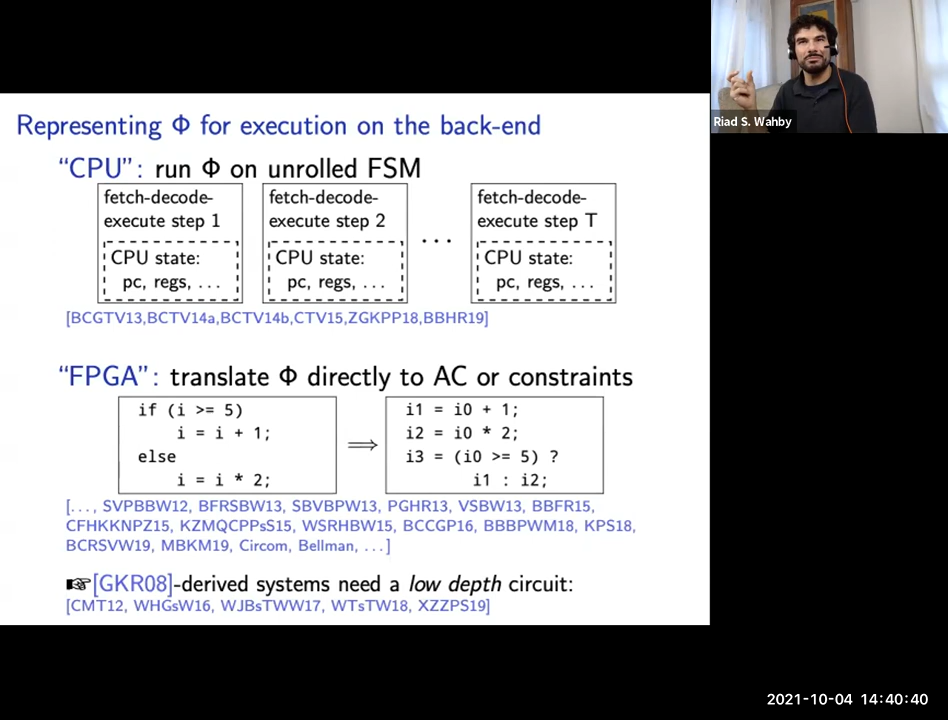 Riad S. Wahby
Representing Φ for execution on the back-end
“CPU”: run Φ on unrolled FSM
fetch-decode-
execute step 1
CPU state:
pc, regs, ...
fetch-decode-
execute step 2
CPU state:
pc, regs, ...
...
fetch-decode-
execute step T
CPU state:
pc, regs, ...
[BCGTV13,BCTV14a,BCTV14b,CTV15,ZGKPP18,BBHR19]
“FPGA”: translate Φ directly to AC or constraints
if (i >= 5)
i = i + 1;
else
i = i * 2;
⟹
i1 = i0 + 1;
i2 = i0 * 2;
i3 = (i0 >= 5) ?
i1 : i2;
[..., SVPBBW12, BFRSBW13, SBVBPW13, PGHR13, VSBW13, BBFR15,
CFHKKNPZ15, KZMQCPPsS15, WSRHBW15, BCCGP16, BBBPWM18, KPS18,
BCRSVW19, MBKM19, Circom, Bellman, ...]
☞[GKR08]-derived systems need a low depth circuit:
[CMT12, WHGsW16, WJBsTWW17, WTsTW18, XZZPS19]
2021-10-04 14:40:40